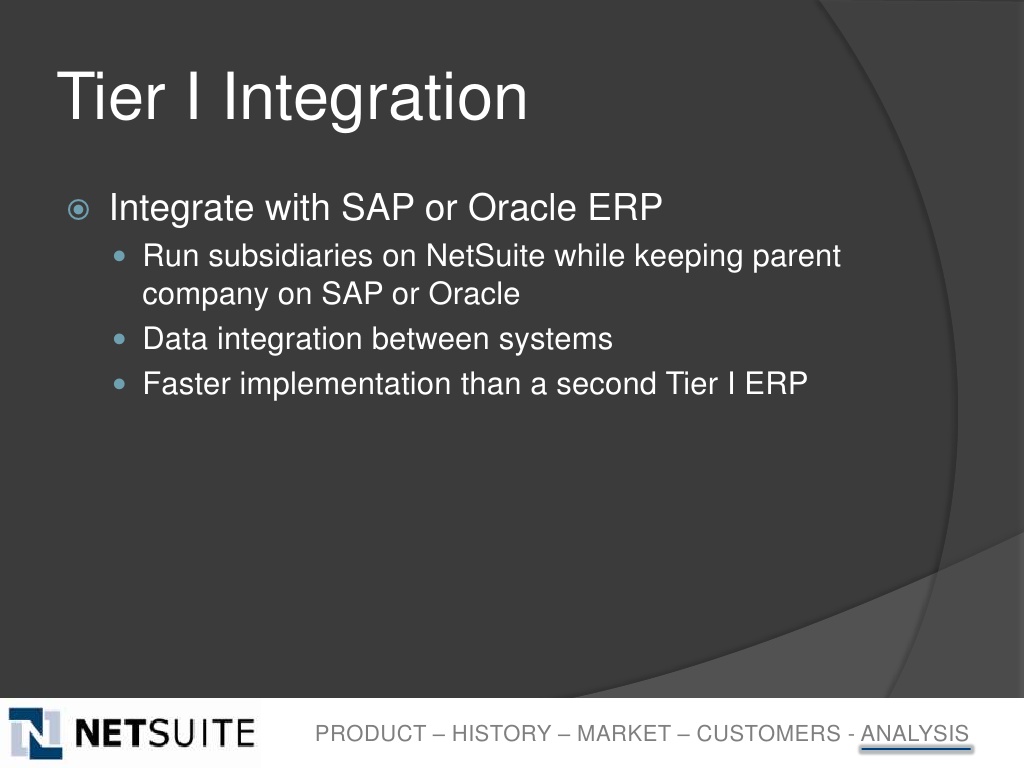 Tier I Integration
Integrate with SAP or Oracle ERP
Run subsidiaries on NetSuite while keeping parent
company on SAP or Oracle
Data integration between systems
Faster implementation than a second Tier I ERP
NETSUITE
PRODUCT – HISTORY – MARKET – CUSTOMERS - ANALYSIS